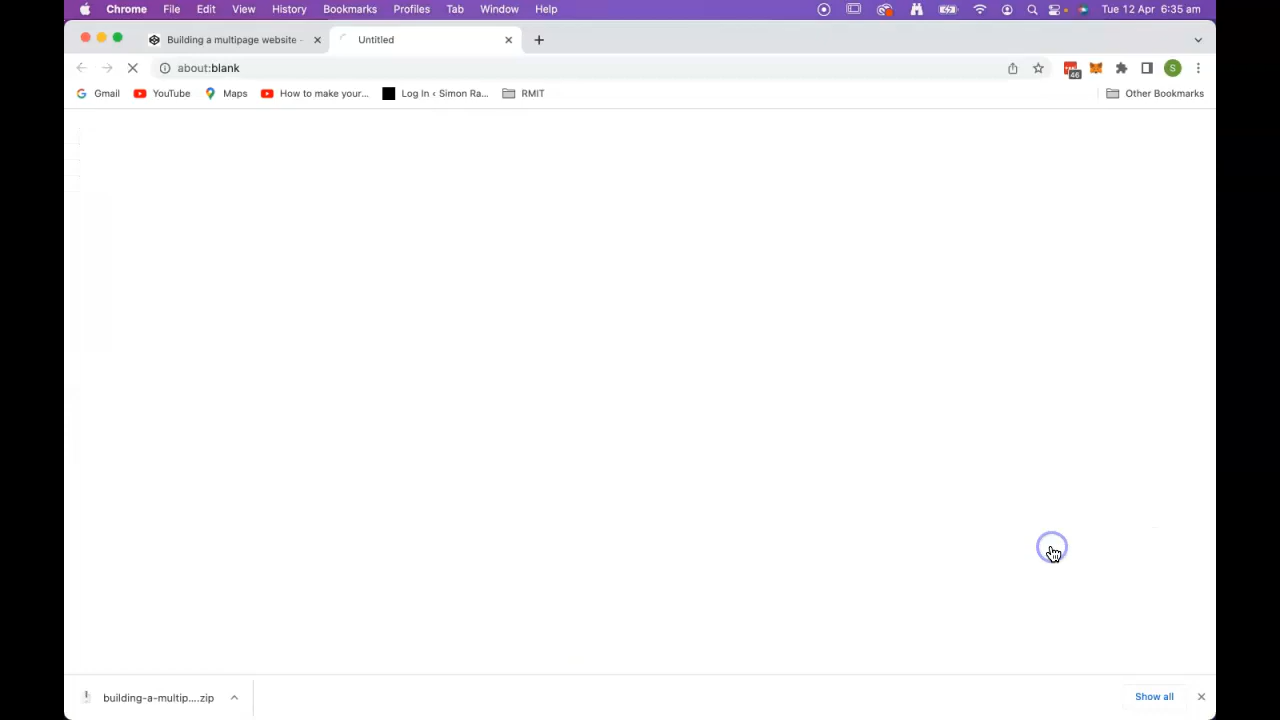 Chrome File Edit View History Bookmarks Profiles Tab Window Help Tue 12 Apr 6:35 am
Building a multipage website - Untitled
about:blank 46 S
Gmail YouTube Maps How to make your... Log In ‹ Simon Ra... RMIT Other Bookmarks
building-a-multip....zip Show all